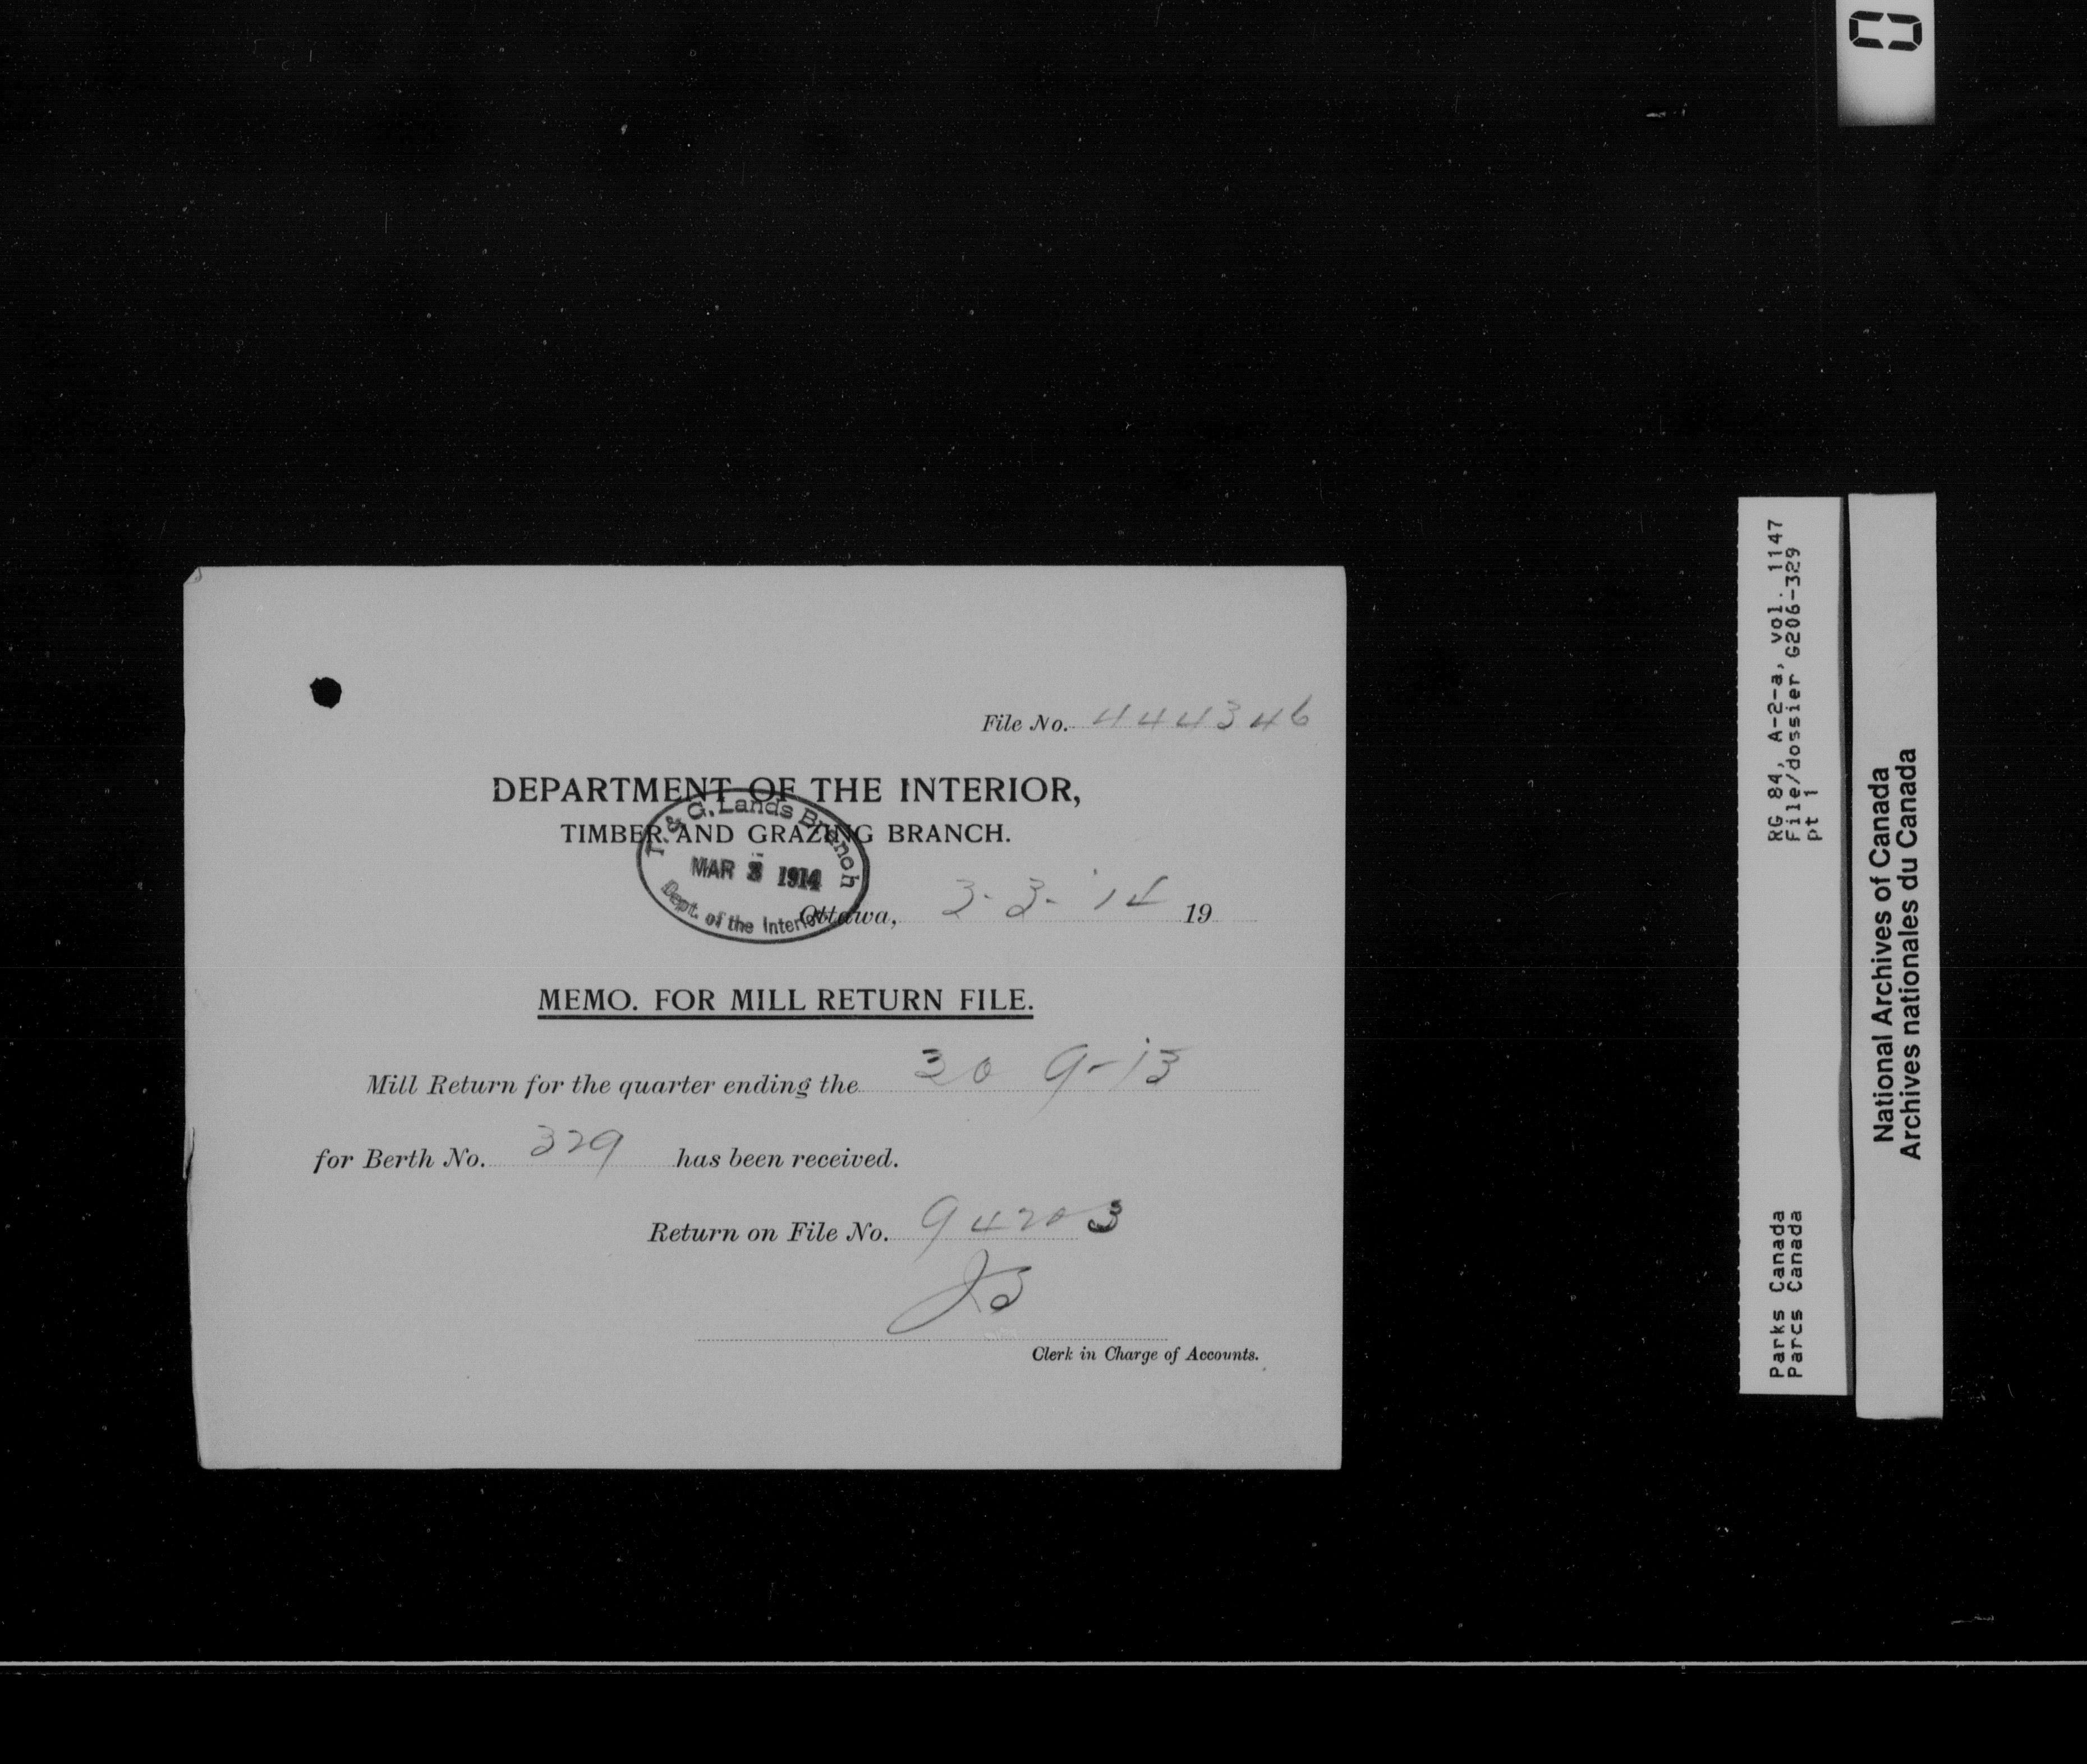 File No. 444346
DEPARTMENT OF THE INTERIOR,
TIMBER AND GRAZING BRANCH.
T. & G. Lands Branch
MAR 3 1914
Dept. of the Interior
Ottawa, 3-3-'14 19
MEMO. FOR MILL RETURN FILE.
Mill Return for the quarter ending the 30 9-13
for Berth No. 329 has been received.
Return on File No. 94203
JB
Clerk in Charge of Accounts.
RG 84, A-2-a, vol. 1147
File/dossier G206-329
pt 1
Parks Canada
Parcs Canada
National Archives of Canada
Archives nationales du Canada